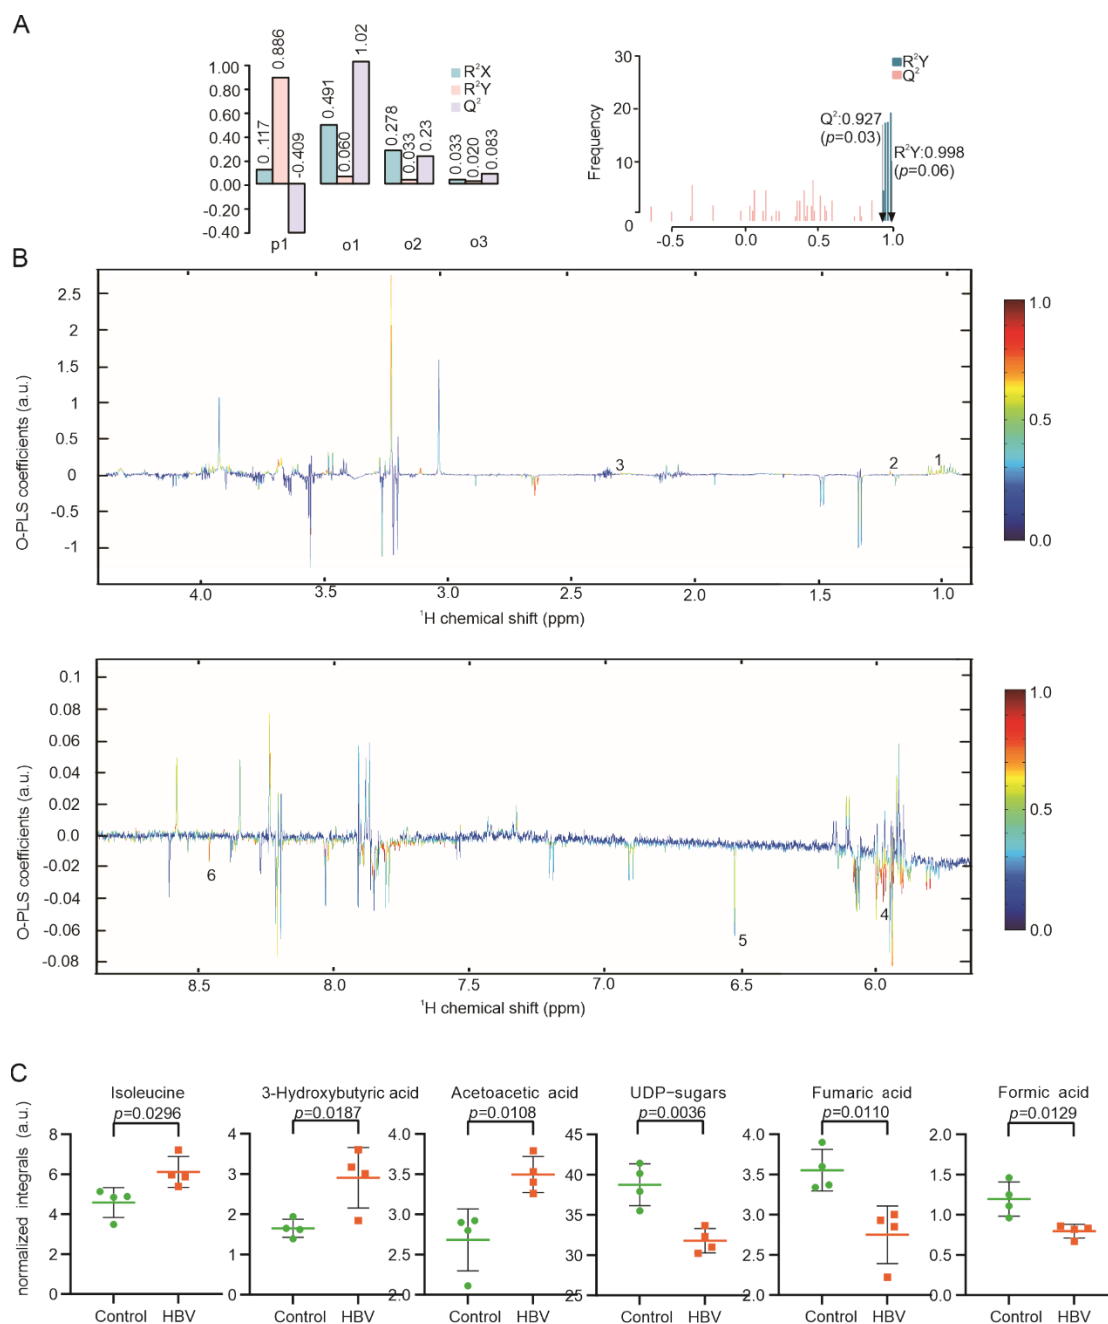 A
1.00
0.80
0.60
0.40
0.20
0.00
-0.20
-0.40
0.117
0.886
-0.409
0.491
0.060
1.02
0.278
0.033
0.23
0.033
0.020
0.083
R²X
R²Y
Q²
p1
o1
o2
o3
Frequency
30
20
10
0
-0.5
0.0
0.5
1.0
R²Y
Q²
Q²:0.927
(p=0.03)
R²Y:0.998
(p=0.06)
B
O-PLS coefficients (a.u.)
2.5
2
1.5
1
0.5
0
-0.5
-1
3
2
1
4.0
3.5
3.0
2.5
2.0
1.5
1.0
¹H chemical shift (ppm)
1.0
0.5
0.0
O-PLS coefficients (a.u.)
0.1
0.08
0.06
0.04
0.02
0.0
-0.02
-0.04
-0.06
-0.08
6
5
4
8.5
8.0
7.5
7.0
6.5
6.0
¹H chemical shift (ppm)
1.0
0.5
0.0
C
normalized integrals (a.u.)
Isoleucine
p=0.0296
8
6
4
2
0
Control HBV
3-Hydroxybutyric acid
p=0.0187
4
3
2
1
0
Control HBV
Acetoacetic acid
p=0.0108
4.0
3.5
3.0
2.5
2.0
Control HBV
UDP-sugars
p=0.0036
45
40
35
30
25
Control HBV
Fumaric acid
p=0.0110
4.0
3.5
3.0
2.5
2.0
Control HBV
Formic acid
p=0.0129
2.0
1.5
1.0
0.5
0.0
Control HBV